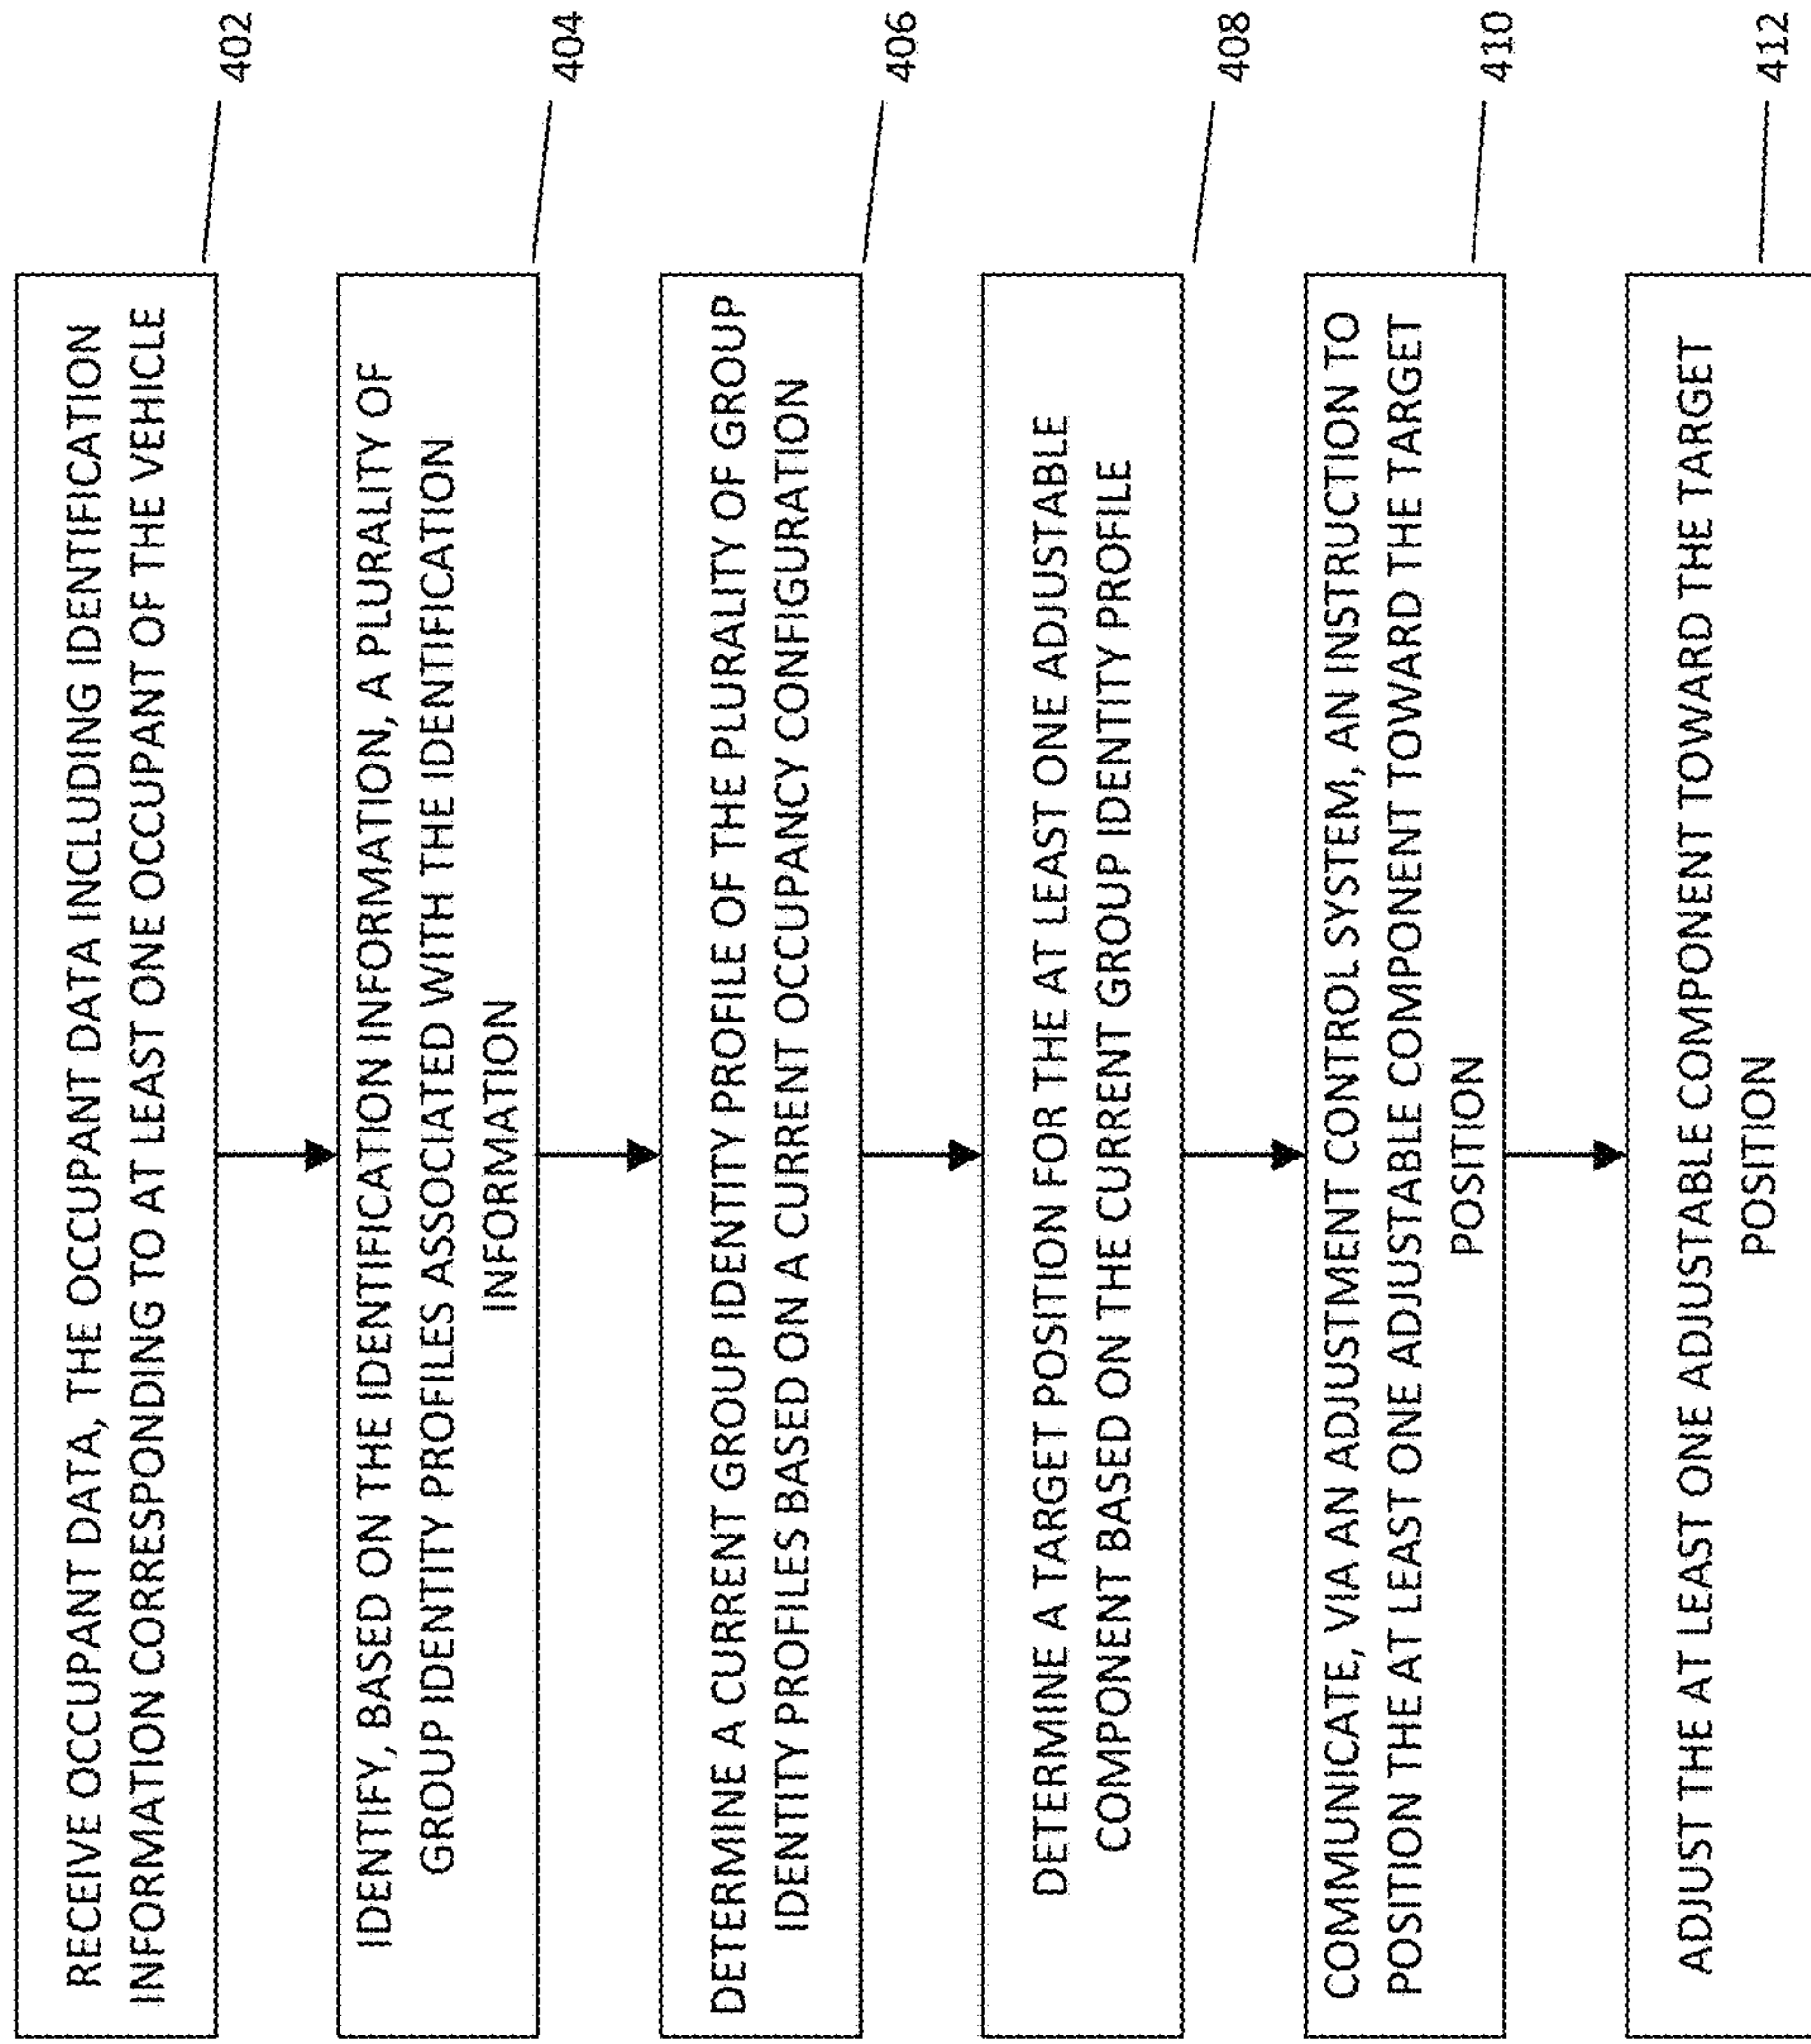 RECEIVE OCCUPANT DATA, THE OCCUPANT DATA INCLUDING IDENTIFICATION
INFORMATION CORRESPONDING TO AT LEAST ONE OCCUPANT OF THE VEHICLE
402
IDENTIFY, BASED ON THE IDENTIFICATION INFORMATION, A PLURALITY OF
GROUP IDENTITY PROFILES ASSOCIATED WITH THE IDENTIFICATION
INFORMATION
404
DETERMINE A CURRENT GROUP IDENTITY PROFILE OF THE PLURALITY OF GROUP
IDENTITY PROFILES BASED ON A CURRENT OCCUPANCY CONFIGURATION
406
DETERMINE A TARGET POSITION FOR THE AT LEAST ONE ADJUSTABLE
COMPONENT BASED ON THE CURRENT GROUP IDENTITY PROFILE
408
COMMUNICATE, VIA AN ADJUSTMENT CONTROL SYSTEM, AN INSTRUCTION TO
POSITION THE AT LEAST ONE ADJUSTABLE COMPONENT TOWARD THE TARGET
POSITION
410
ADJUST THE AT LEAST ONE ADJUSTABLE COMPONENT TOWARD THE TARGET
POSITION
412